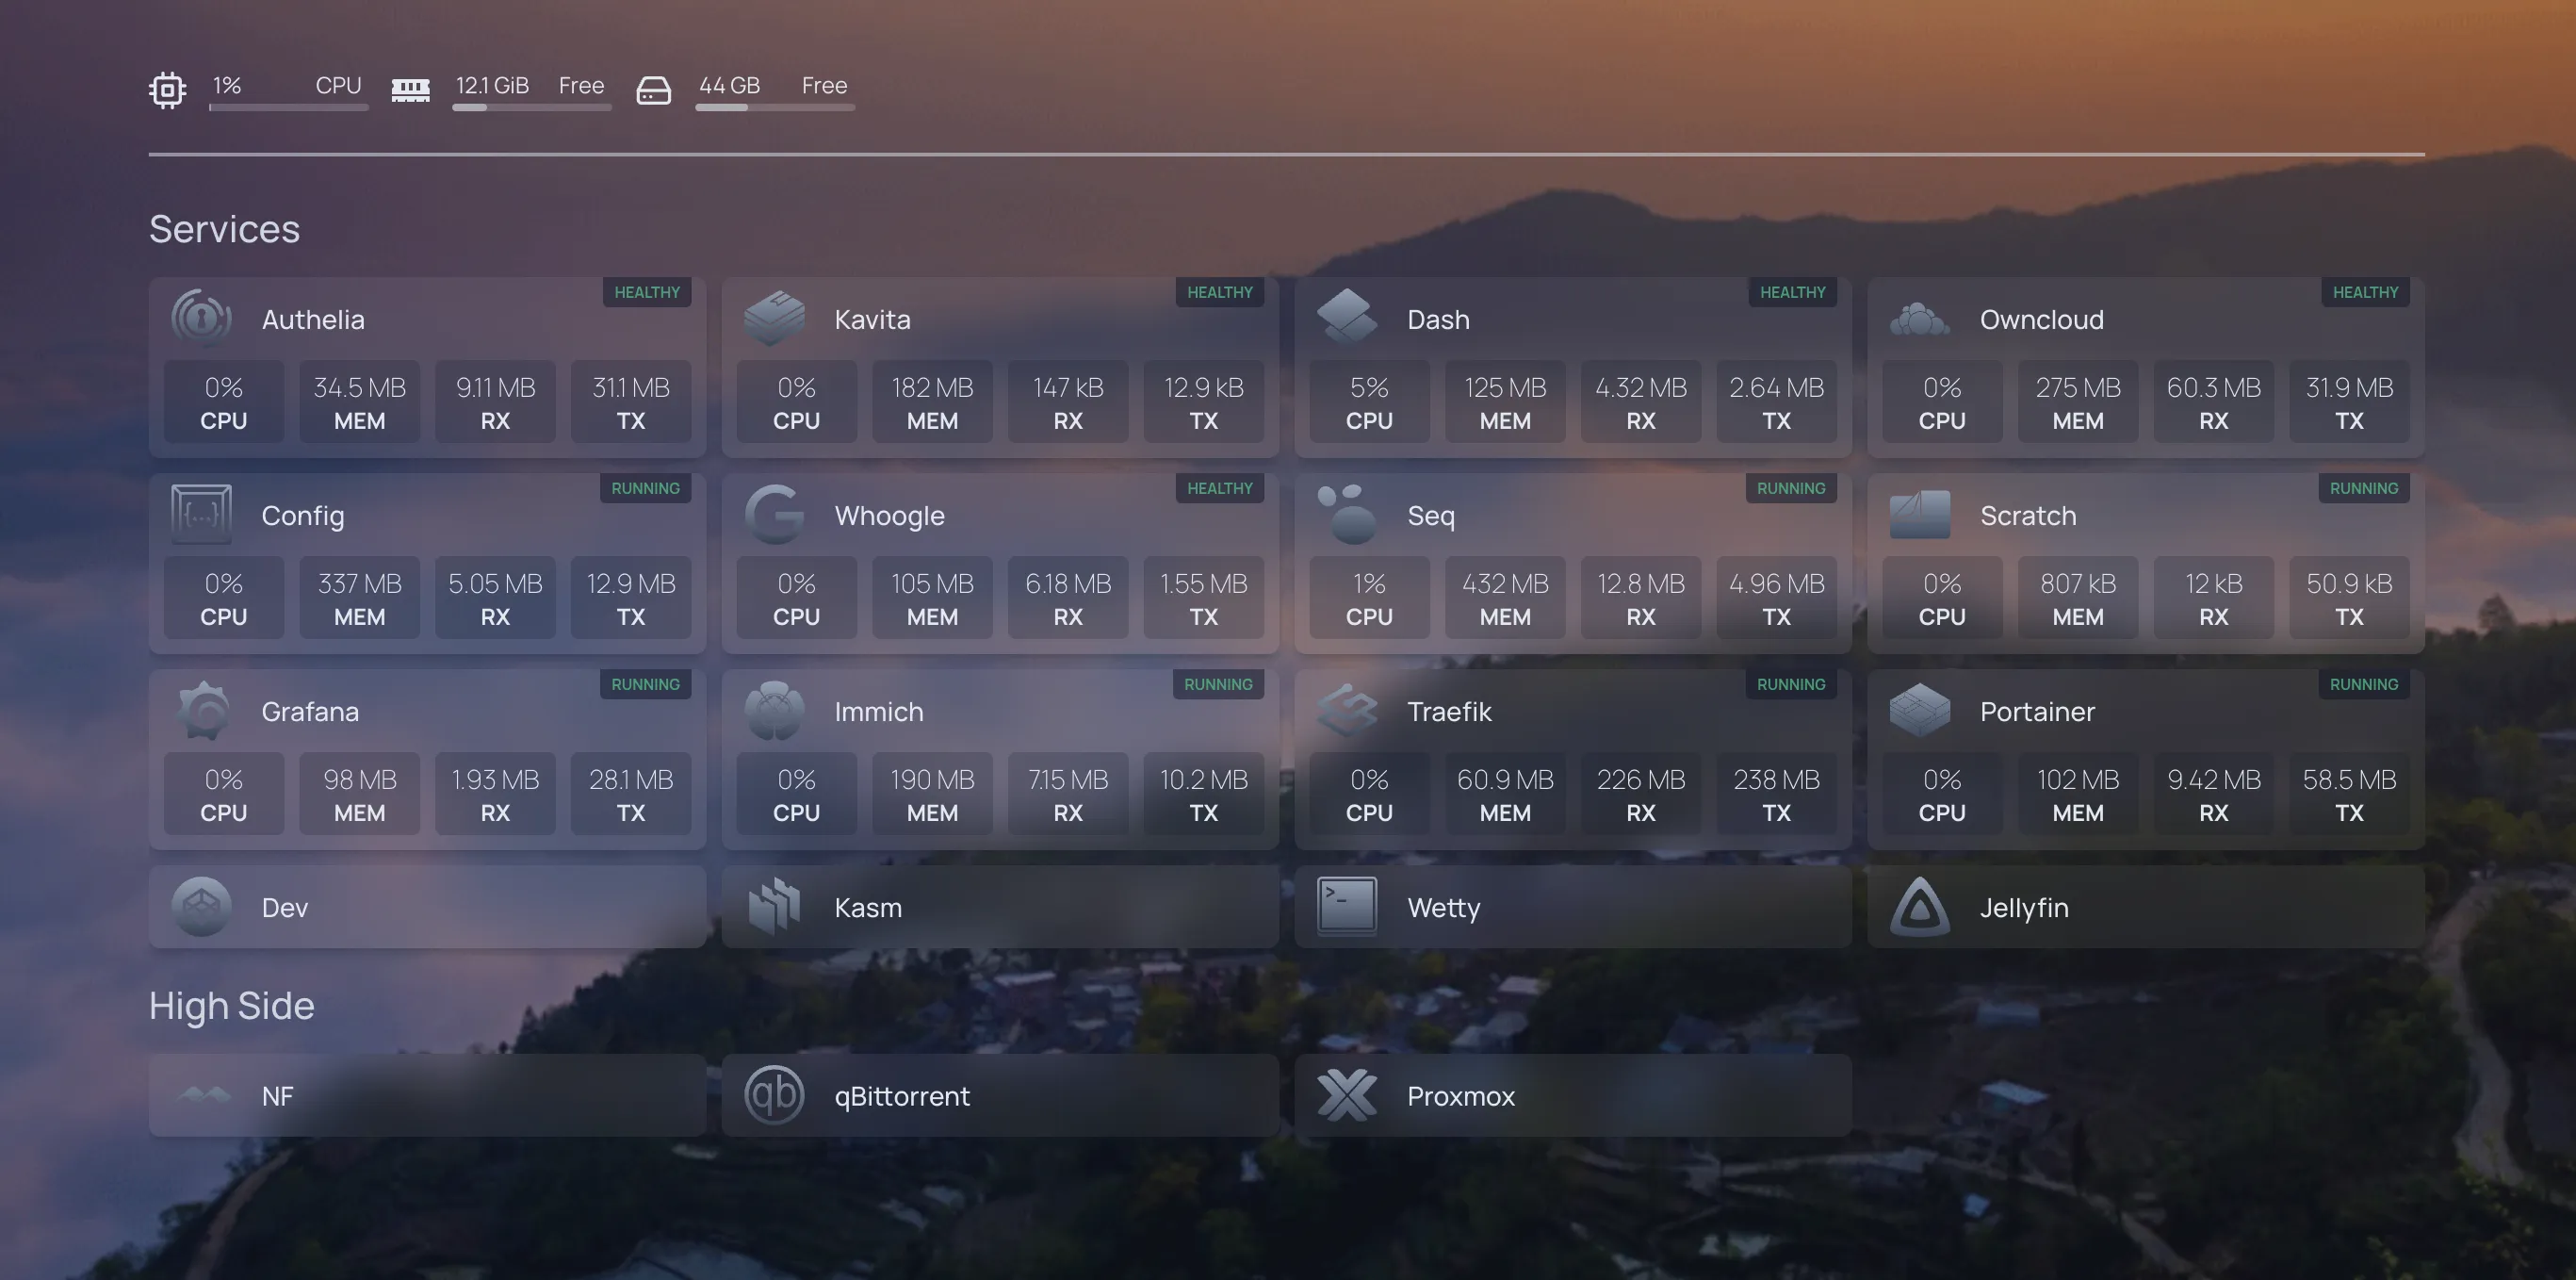 1% CPU 12.1 GiB Free 44 GB Free
Services
HEALTHY HEALTHY HEALTHY HEALTHY
Authelia Kavita Dash Owncloud
0% 34.5 MB 9.11 MB 31.1 MB 0% 182 MB 147 kB 12.9 kB 5% 125 MB 4.32 MB 2.64 MB 0% 275 MB 60.3 MB 31.9 MB
CPU MEM RX TX CPU MEM RX TX CPU MEM RX TX CPU MEM RX TX
RUNNING HEALTHY RUNNING RUNNING
Config Whoogle Seq Scratch
0% 337 MB 5.05 MB 12.9 MB 0% 105 MB 6.18 MB 1.55 MB 1% 432 MB 12.8 MB 4.96 MB 0% 807 kB 12 kB 50.9 kB
CPU MEM RX TX CPU MEM RX TX CPU MEM RX TX CPU MEM RX TX
RUNNING RUNNING RUNNING RUNNING
Grafana Immich Traefik Portainer
0% 98 MB 1.93 MB 28.1 MB 0% 190 MB 7.15 MB 10.2 MB 0% 60.9 MB 226 MB 238 MB 0% 102 MB 9.42 MB 58.5 MB
CPU MEM RX TX CPU MEM RX TX CPU MEM RX TX CPU MEM RX TX
Dev Kasm >_ Wetty Jellyfin
High Side
NF qb qBittorrent Proxmox